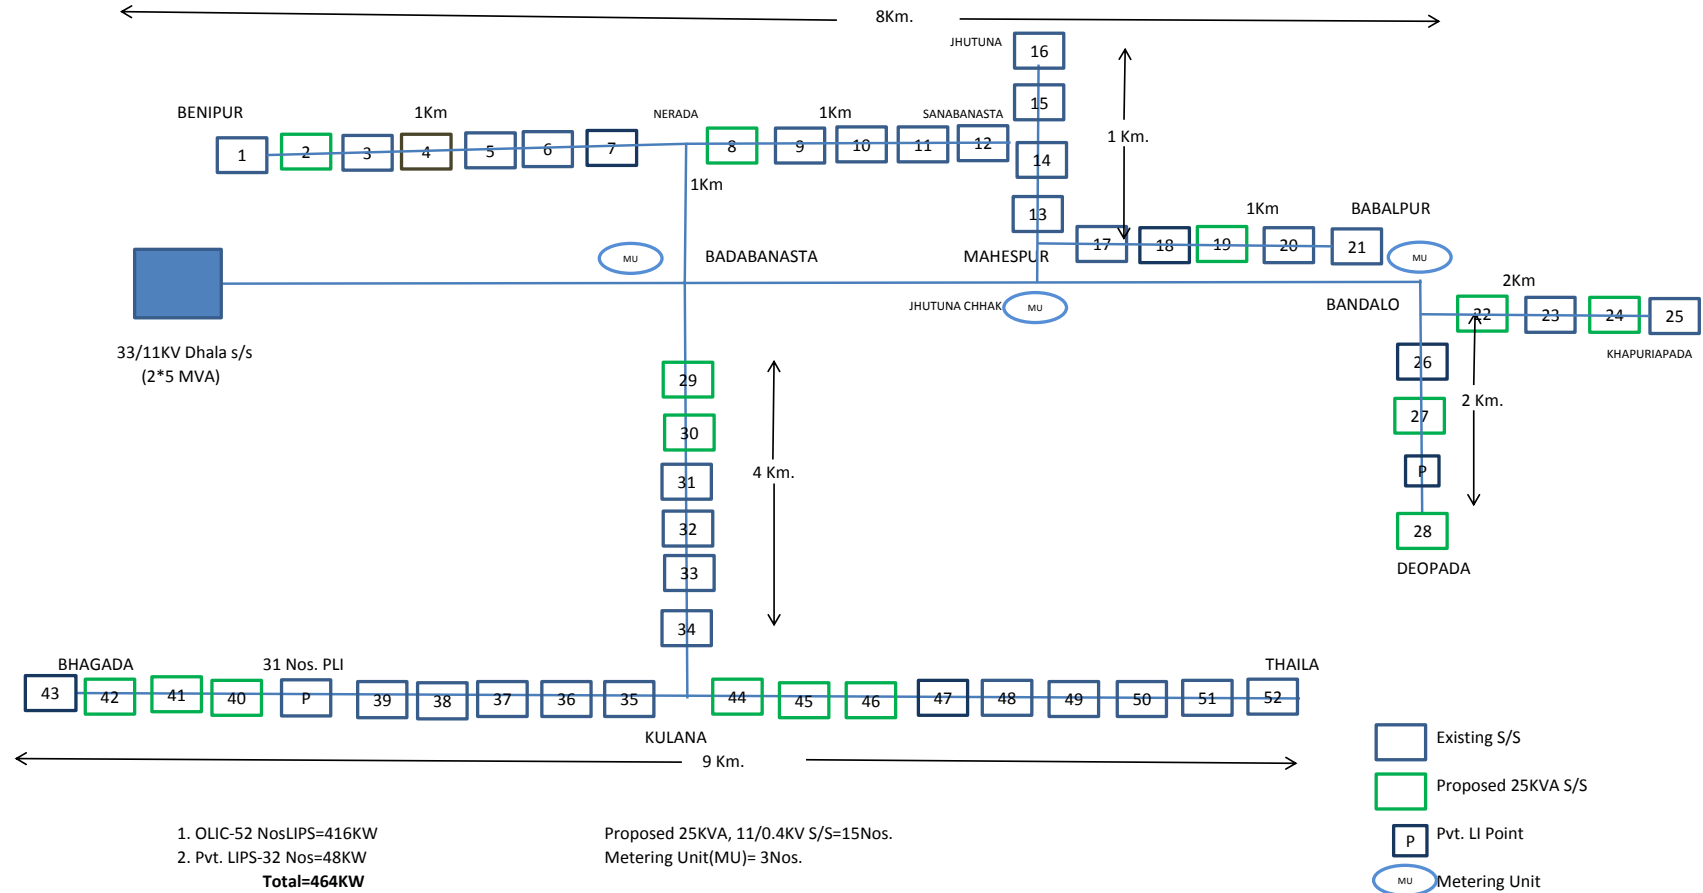 8Km.
JHUTUNA
16
BENIPUR
1Km
NERADA
1Km
SANABANASTA
15
1 Km.
1
2
3
4
5
6
7
8
9
10
11
12
14
1Km
13
1Km
BABALPUR
17
18
19
20
21
MU
BADABANASTA
MAHESPUR
MU
2Km
JHUTUNA CHHAK
MU
BANDALO
22
23
24
25
33/11KV Dhala s/s
(2*5 MVA)
KHAPURIAPADA
26
29
2 Km.
27
30
4 Km.
P
31
32
28
33
DEOPADA
34
BHAGADA
31 Nos. PLI
THAILA
43
42
41
40
P
39
38
37
36
35
44
45
46
47
48
49
50
51
52
KULANA
9 Km.
Existing S/S
Proposed 25KVA S/S
P Pvt. LI Point
MU Metering Unit
1. OLIC-52 NosLIPS=416KW
2. Pvt. LIPS-32 Nos=48KW
Total=464KW
Proposed 25KVA, 11/0.4KV S/S=15Nos.
Metering Unit(MU)= 3Nos.